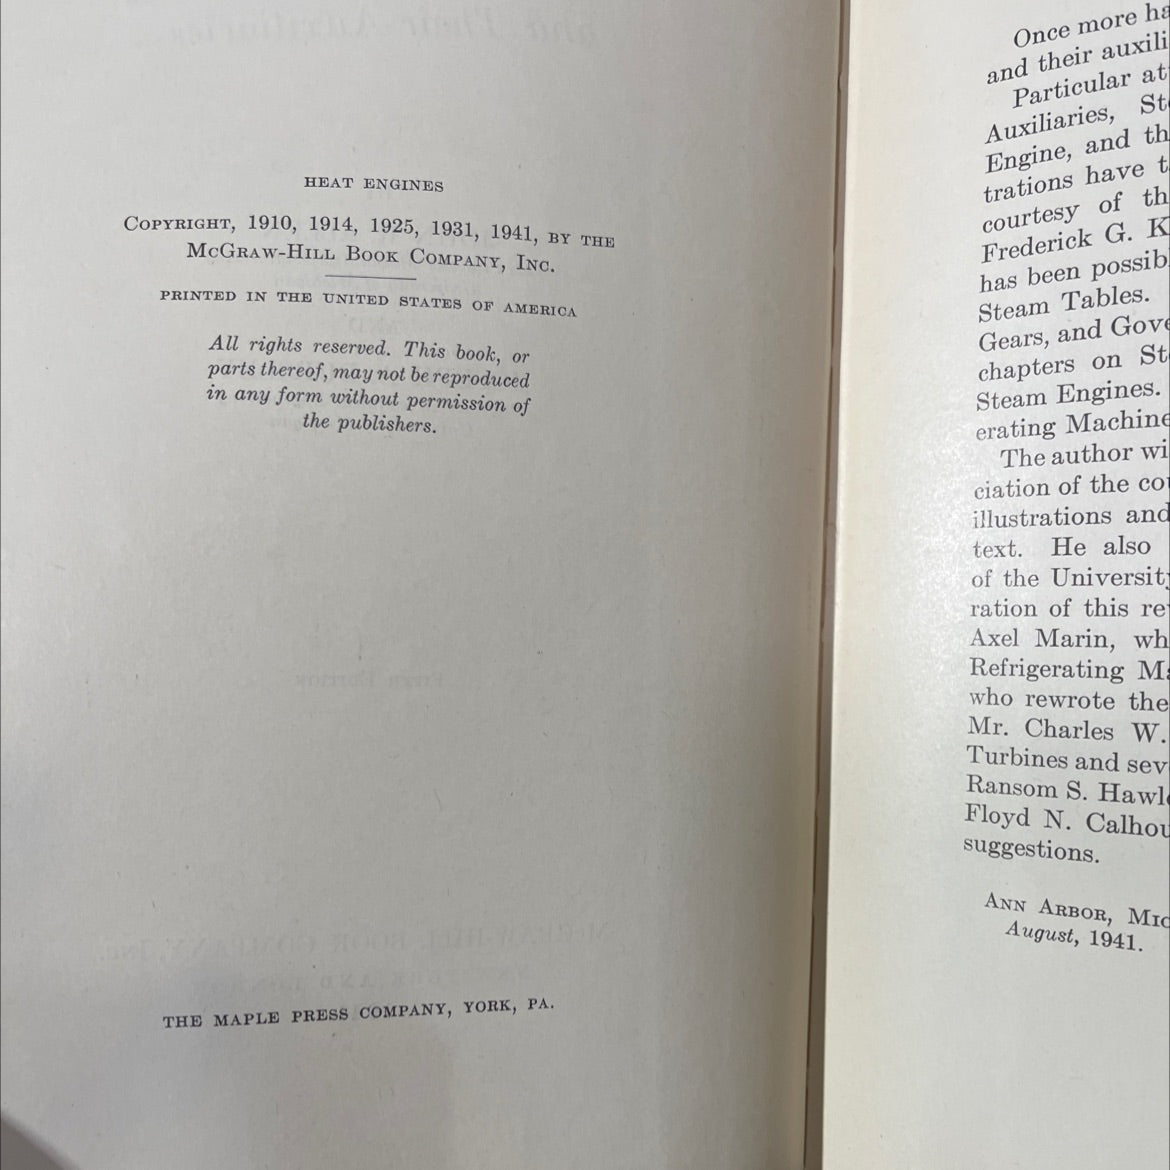 HEAT ENGINES
COPYRIGHT, 1910, 1914, 1925, 1931, 1941, BY THE
MCGRAW-HILL BOOK COMPANY, INC.
PRINTED IN THE UNITED STATES OF AMERICA
All rights reserved. This book, or
parts thereof, may not be reproduced
in any form without permission of
the publishers.
THE MAPLE PRESS COMPANY, YORK, PA.
Once more
and their
Particular
Auxiliaries,
Engine, and
trations have
courtesy of
Frederick G.
has been
Steam Tables.
Gears, and
chapters on
Steam Engines.
erating
The author
ciation of the
illustrations and
text. He also
of the
ration of this
Axel Marin,
Refrigerating
who rewrote the
Mr. Charles W.
Turbines and
Ransom S.
Floyd N.
suggestions.
ANN ARBOR,
August, 1941.